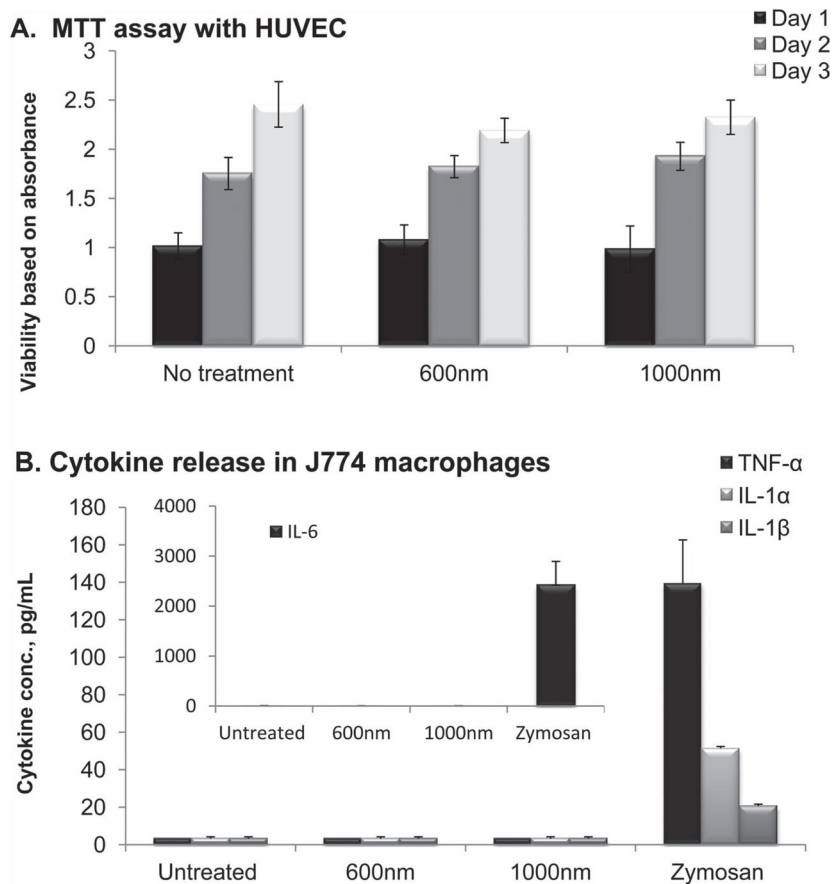 A. MTT assay with HUVEC
Day 1
Day 2
Day 3
Viability based on absorbance
3
2.5
2
1.5
1
0.5
0
No treatment 600nm 1000nm
B. Cytokine release in J774 macrophages
TNF-α
IL-1α
IL-1β
Cytokine conc., pg/mL
180
160
140
120
100
80
60
40
20
0
4000
3000
2000
1000
0
IL-6
Untreated 600nm 1000nm Zymosan
Untreated 600nm 1000nm Zymosan